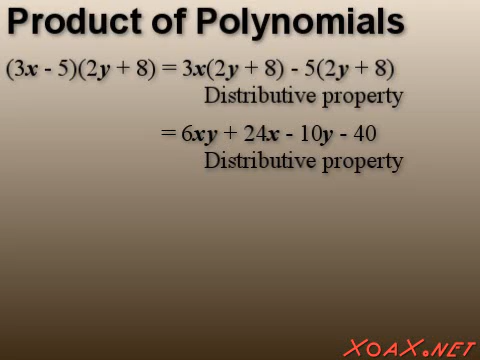 Product of Polynomials
(3x - 5)(2y + 8) = 3x(2y + 8) - 5(2y + 8)
Distributive property
= 6xy + 24x - 10y - 40
Distributive property
XOAX.NET